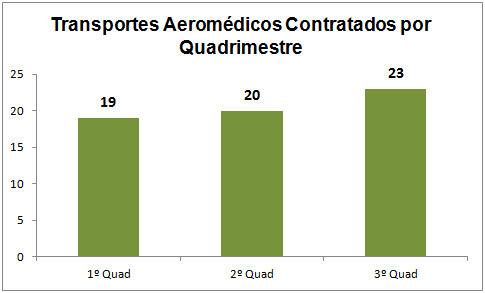 Transportes Aeromédicos Contratados por
Quadrimestre
25
20
15
10
5
0
19
20
23
1º Quad
2º Quad
3º Quad